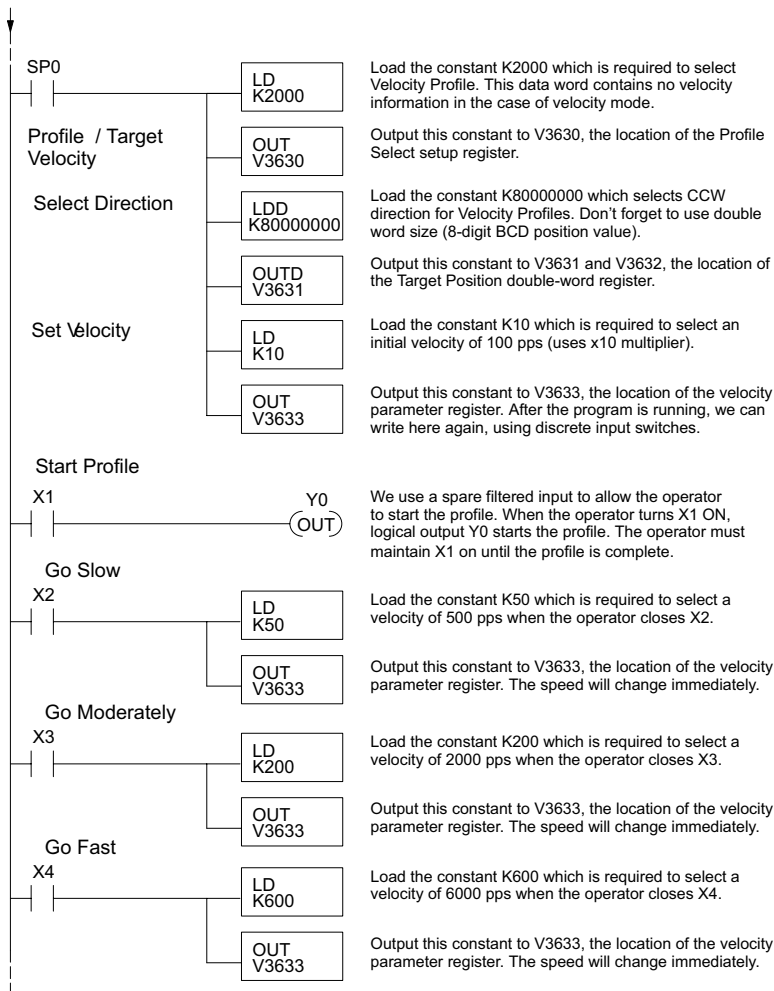 SP0
LD
K2000
Load the constant K2000 which is required to select
Velocity Profile. This data word contains no velocity
information in the case of velocity mode.
Profile / Target
Velocity
OUT
V3630
Output this constant to V3630, the location of the Profile
Select setup register.
Select Direction
LDD
K80000000
Load the constant K80000000 which selects CCW
direction for Velocity Profiles. Don't forget to use double
word size (8-digit BCD position value).
OUTD
V3631
Output this constant to V3631 and V3632, the location of
the Target Position double-word register.
Set Velocity
LD
K10
Load the constant K10 which is required to select an
initial velocity of 100 pps (uses x10 multiplier).
OUT
V3633
Output this constant to V3633, the location of the velocity
parameter register. After the program is running, we can
write here again, using discrete input switches.
Start Profile
X1
Y0
OUT
We use a spare filtered input to allow the operator
to start the profile. When the operator turns X1 ON,
logical output Y0 starts the profile. The operator must
maintain X1 on until the profile is complete.
Go Slow
X2
LD
K50
Load the constant K50 which is required to select a
velocity of 500 pps when the operator closes X2.
OUT
V3633
Output this constant to V3633, the location of the velocity
parameter register. The speed will change immediately.
Go Moderately
X3
LD
K200
Load the constant K200 which is required to select a
velocity of 2000 pps when the operator closes X3.
OUT
V3633
Output this constant to V3633, the location of the velocity
parameter register. The speed will change immediately.
Go Fast
X4
LD
K600
Load the constant K600 which is required to select a
velocity of 6000 pps when the operator closes X4.
OUT
V3633
Output this constant to V3633, the location of the velocity
parameter register. The speed will change immediately.